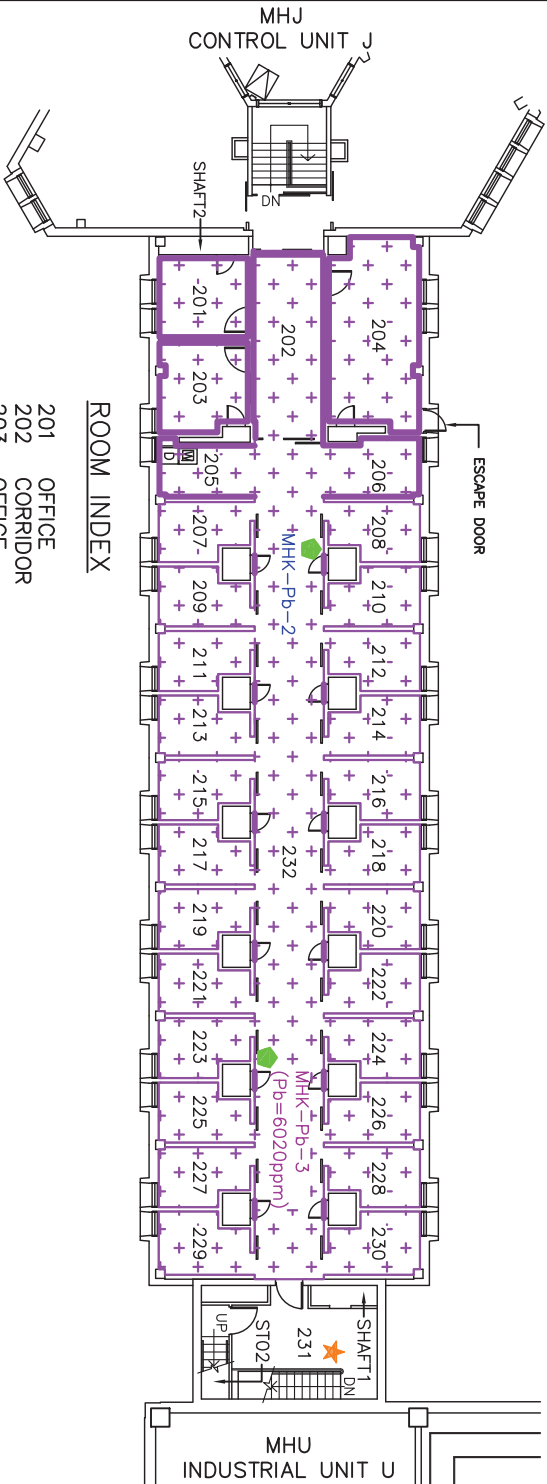 MHJ
CONTROL UNIT J
DN
SHAFT2
ESCAPE DOOR
201
202
204
203
205
206
W
D
ROOM INDEX
201 OFFICE
202 CORRIDOR
203 OFFICE
207
208
MHK-Pb-2
209
210
211
212
213
214
215
216
217
218
232
219
220
221
222
223
224
MHK-Pb-3
(Pb=6020ppm)
225
226
227
228
229
230
UP
ST02
231
SHAFT1
DN
MHU
INDUSTRIAL UNIT U